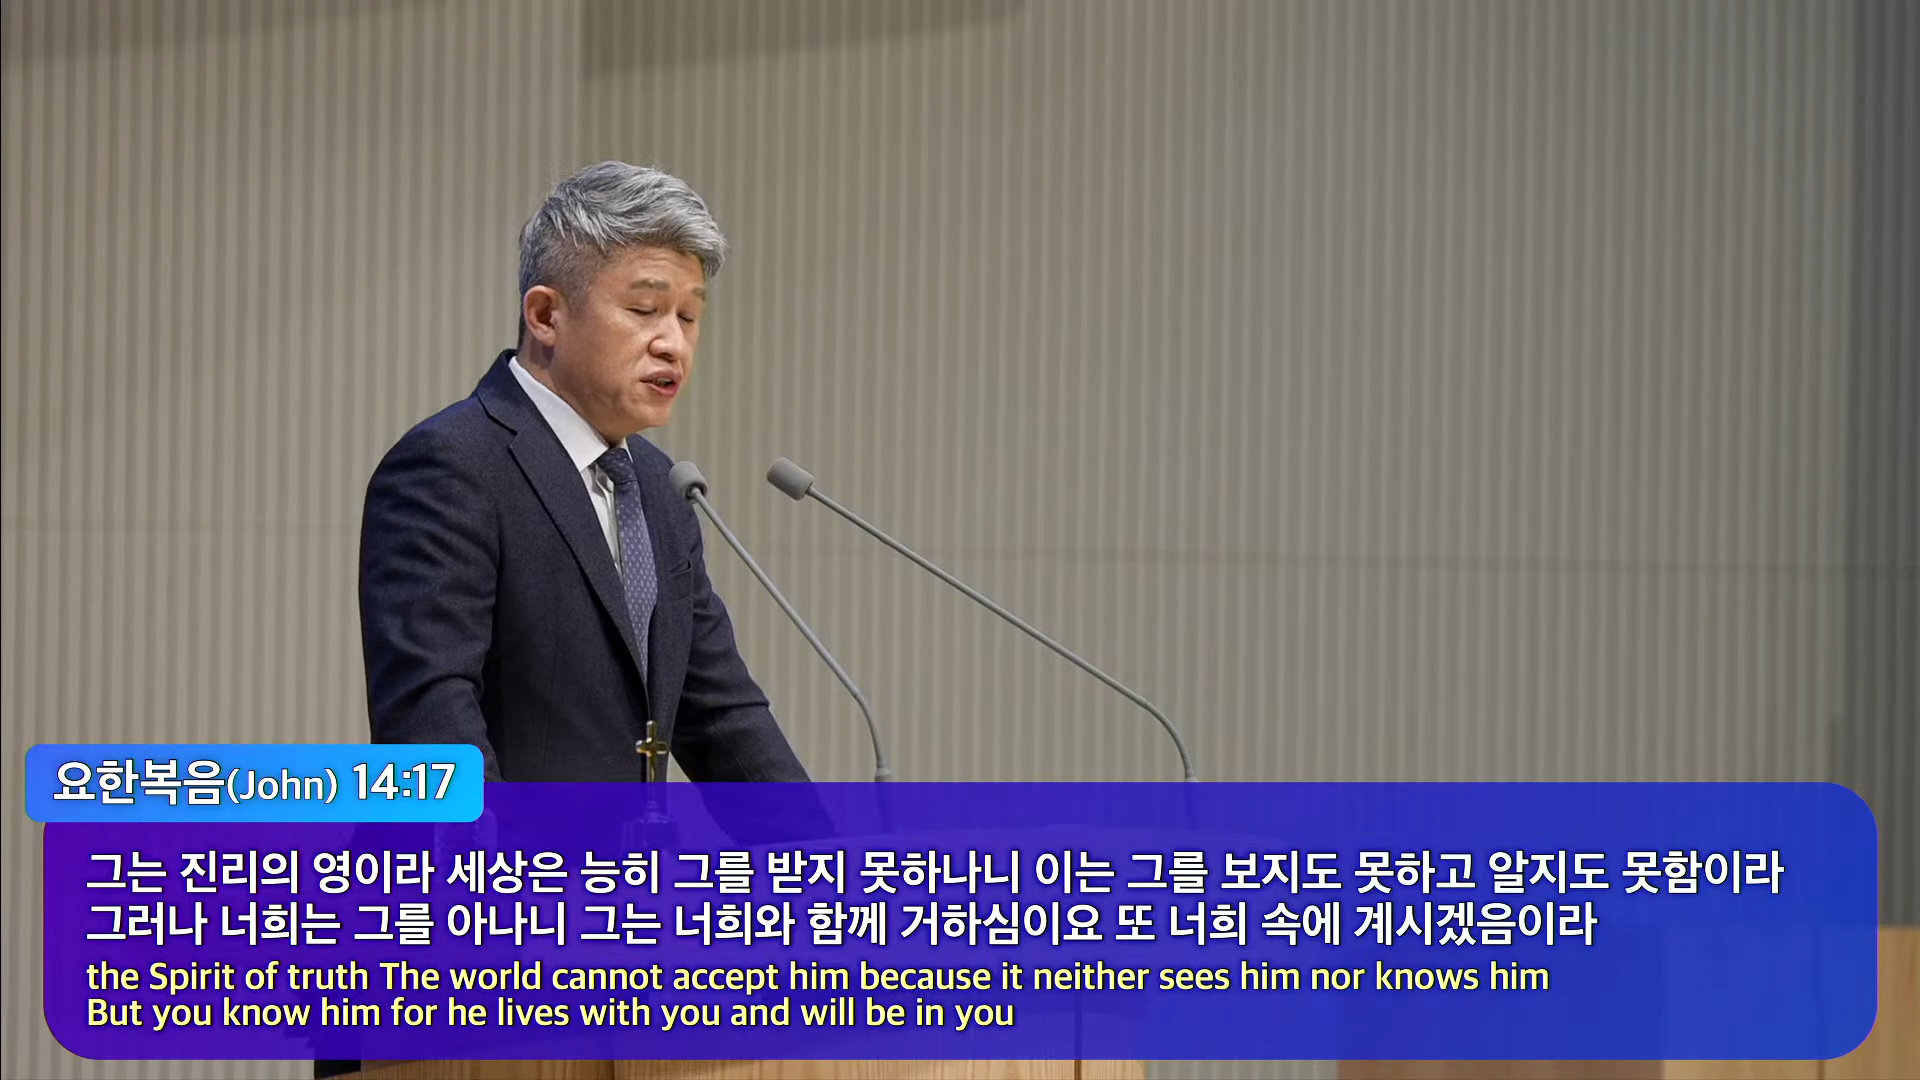 요한복음(John) 14:17
그는 진리의 영이라 세상은 능히 그를 받지 못하나니 이는 그를 보지도 못하고 알지도 못함이라
그러나 너희는 그를 아나니 그는 너희와 함께 거하심이요 또 너희 속에 계시겠음이라
the Spirit of truth The world cannot accept him because it neither sees him nor knows him
But you know him for he lives with you and will be in you